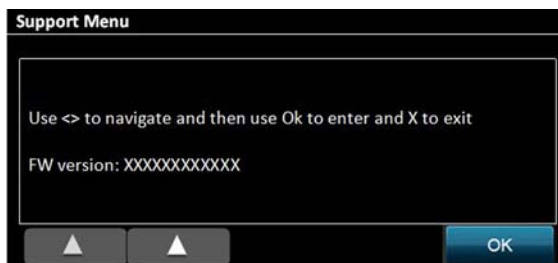 Support Menu
Use <> to navigate and then use Ok to enter and X to exit
FW version: XXXXXXXXXXXX
OK